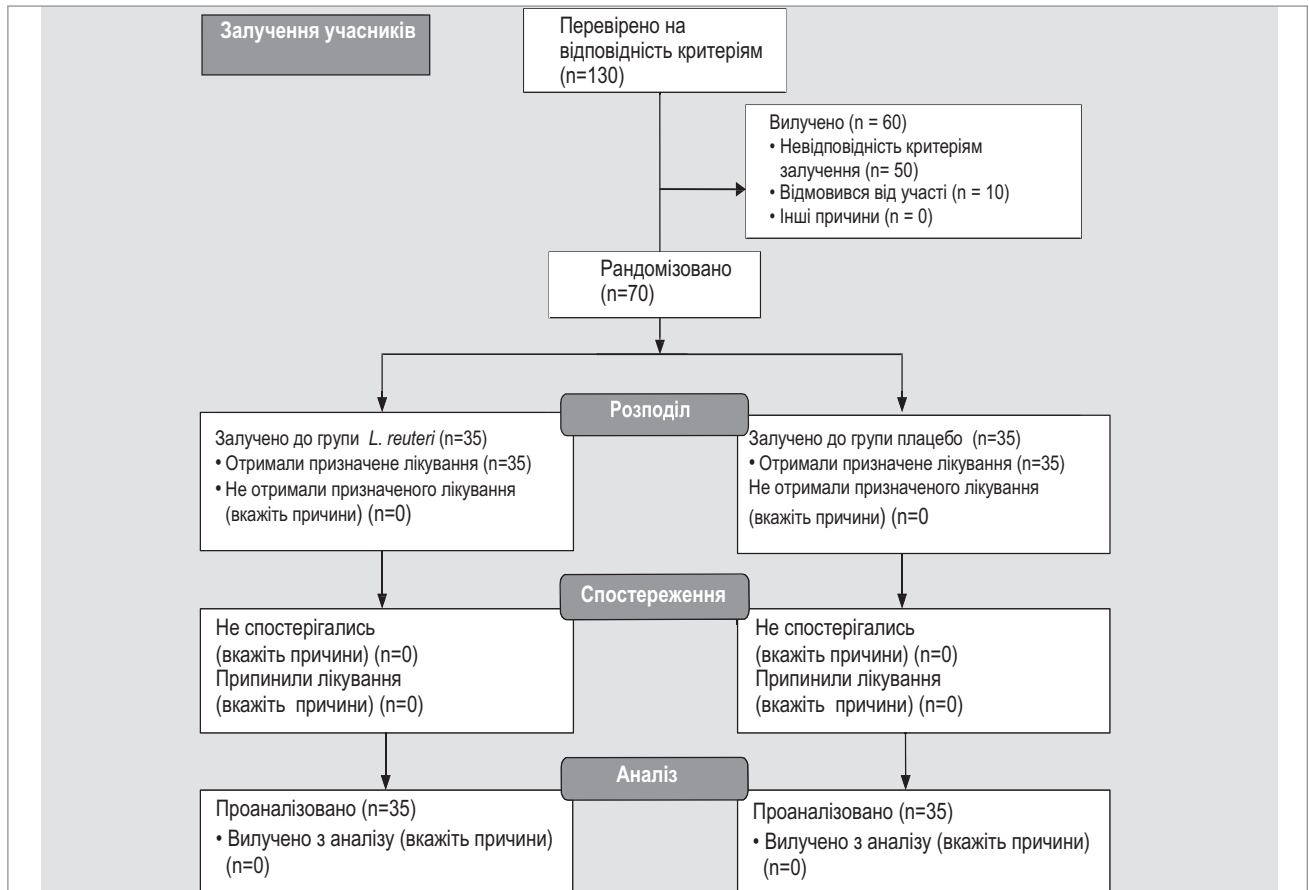 Залучення учасників
Перевірено на
відповідність критеріям
(n=130)
Вилучено (n = 60)
• Невідповідність критеріям
залучення (n= 50)
• Відмовився від участі (n = 10)
• Інші причини (n = 0)
Рандомізовано
(n=70)
Розподіл
Залучено до групи L. reuteri (n=35)
• Отримали призначене лікування (n=35)
• Не отримали призначеного лікування
(вкажіть причини) (n=0)
Залучено до групи плацебо (n=35)
• Отримали призначене лікування (n=35)
Не отримали призначеного лікування
(вкажіть причини) (n=0
Спостереження
Не спостерігались
(вкажіть причини) (n=0)
Припинили лікування
(вкажіть причини) (n=0)
Не спостерігались
(вкажіть причини) (n=0)
Припинили лікування
(вкажіть причини) (n=0)
Аналіз
Проаналізовано (n=35)
• Вилучено з аналізу (вкажіть причини)
(n=0)
Проаналізовано (n=35)
• Вилучено з аналізу (вкажіть причини)
(n=0)